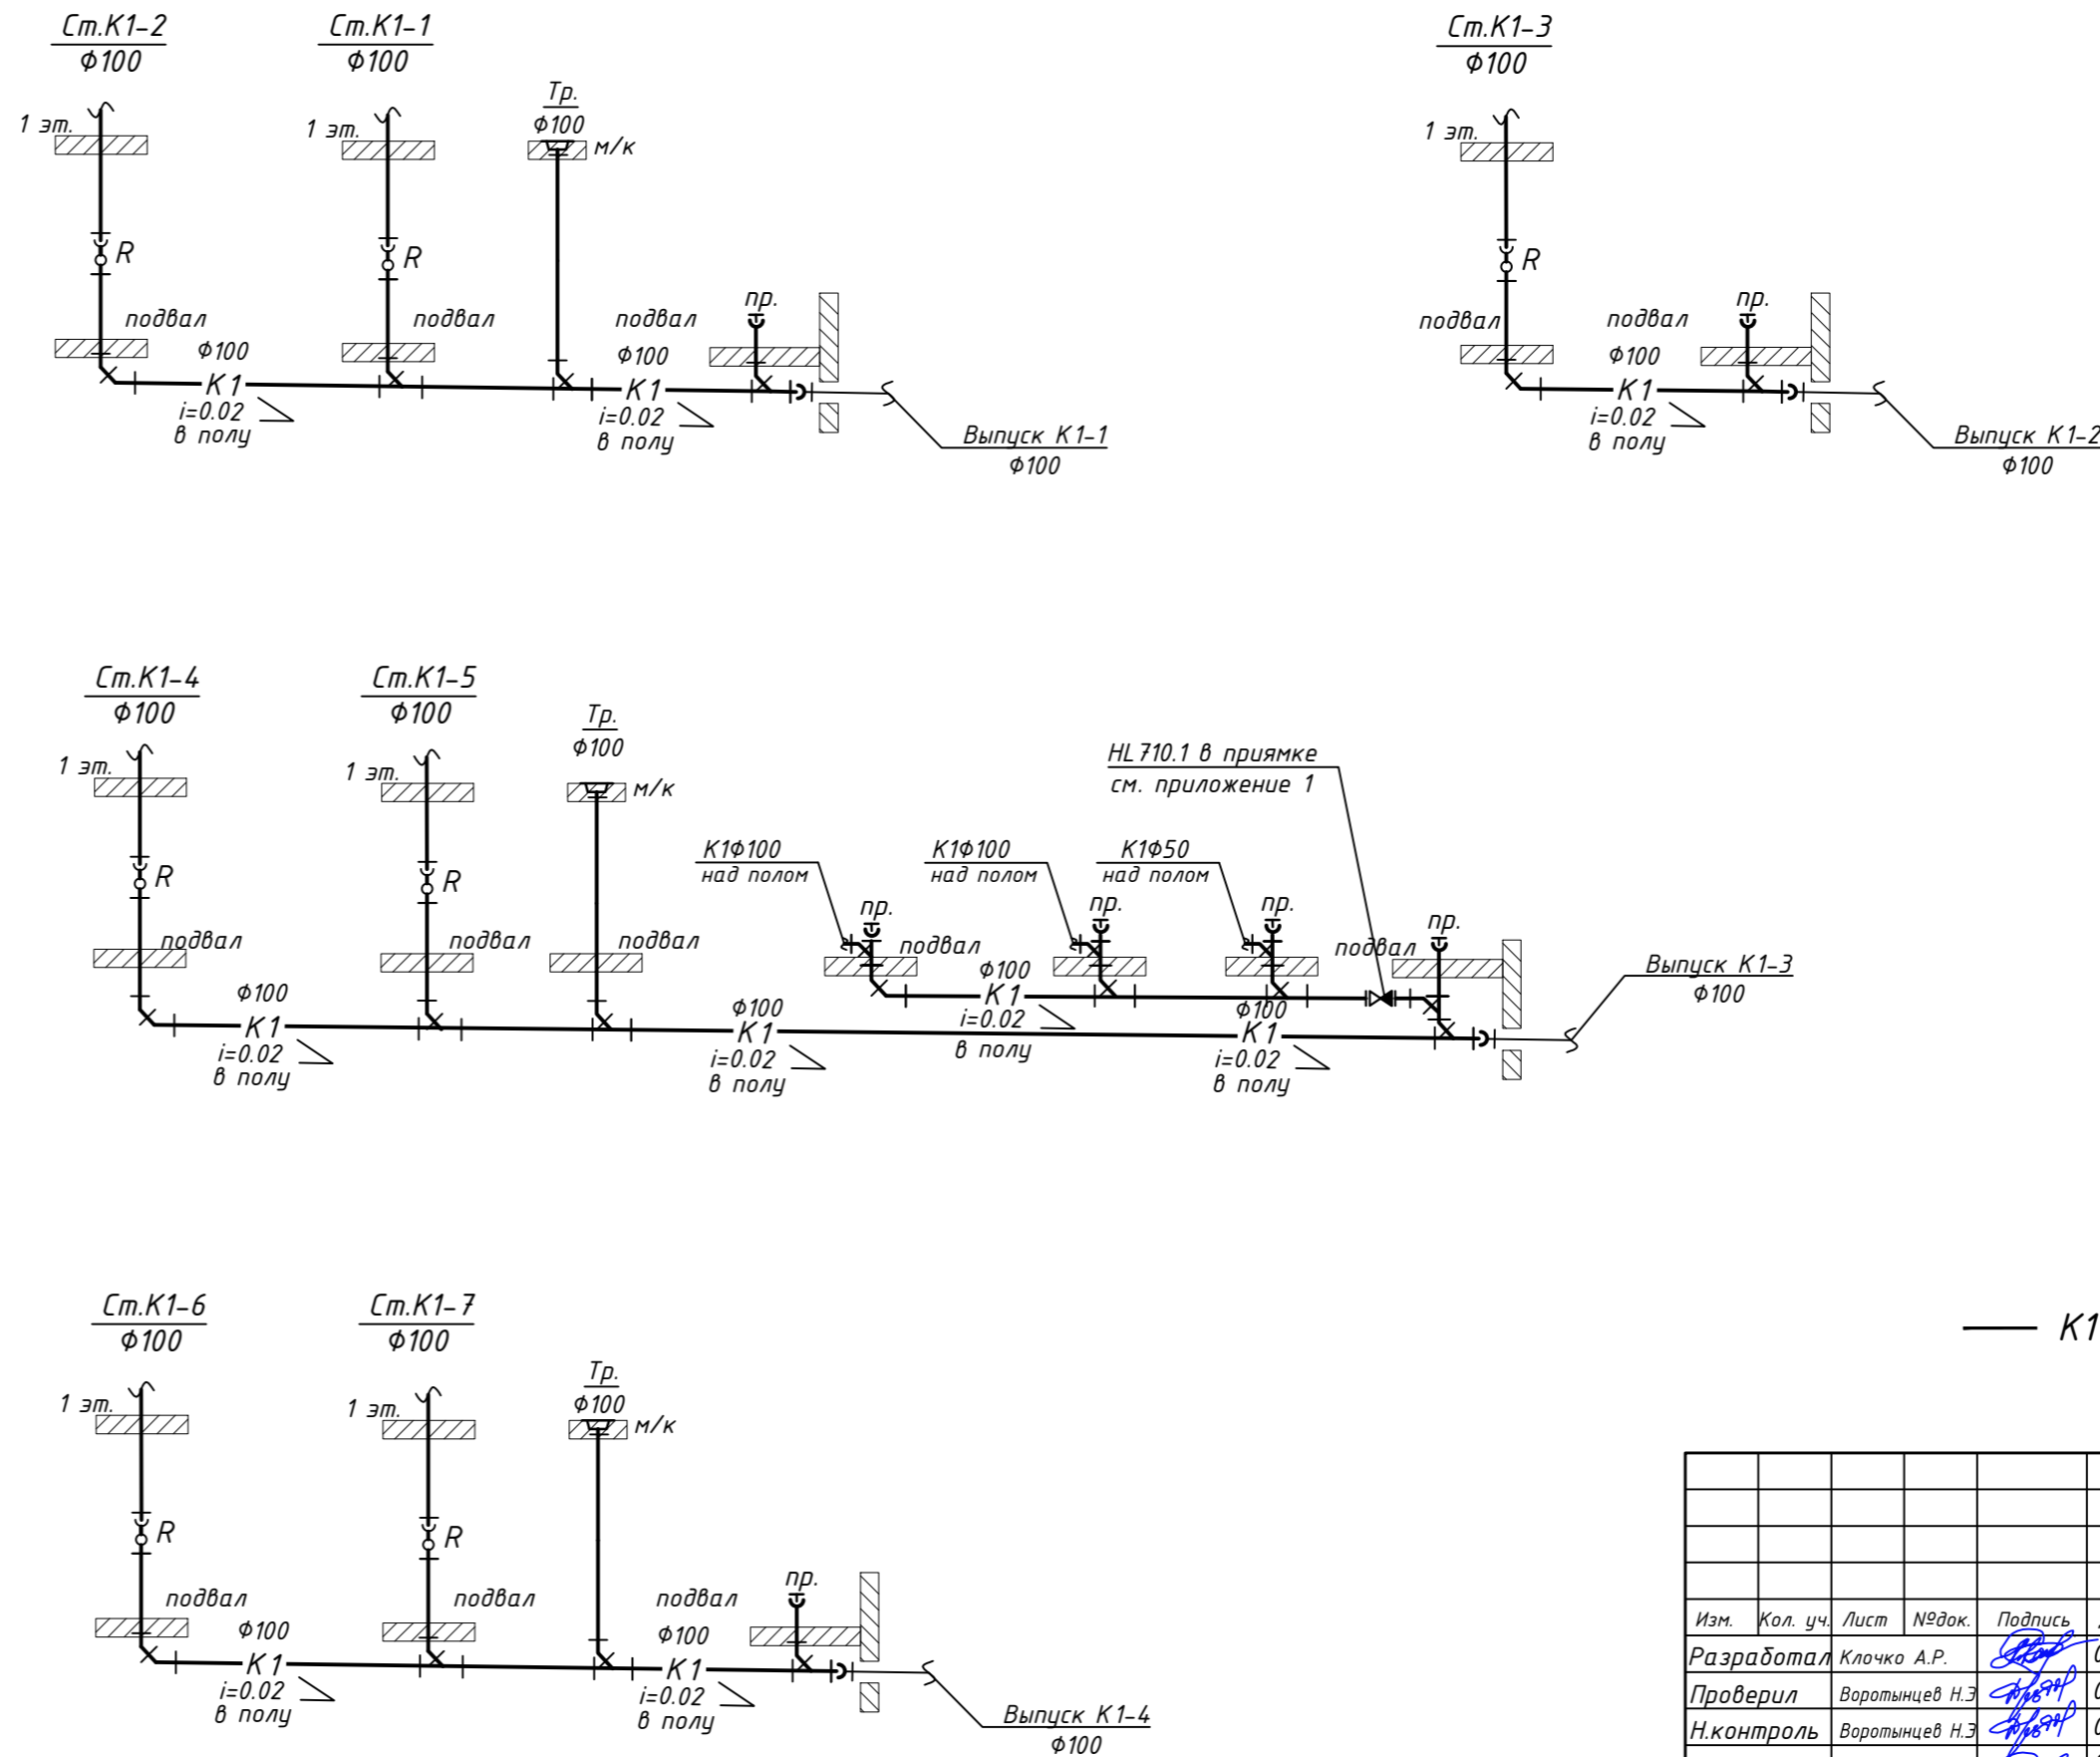 Ст.К1-2
ф100
Ст.К1-1
ф100
Тр.
ф100
м/к
1 эт.
1 эт.
R
R
подвал
подвал
подвал
пр.
ф100
К1
i=0.02
в полу
ф100
К1
i=0.02
в полу
Выпуск К1-1
ф100
Ст.К1-3
ф100
1 эт.
R
подвал
подвал
пр.
ф100
К1
i=0.02
в полу
Выпуск К1-2
ф100
Ст.К1-4
ф100
Ст.К1-5
ф100
Тр.
ф100
м/к
1 эт.
1 эт.
R
R
HL710.1 в приямке
см. приложение 1
К1ф100
над полом
К1ф100
над полом
К1ф50
над полом
пр.
пр.
пр.
пр.
подвал
подвал
подвал
подвал
подвал
ф100
К1
i=0.02
в полу
ф100
К1
i=0.02
в полу
ф100
К1
i=0.02
в полу
ф100
К1
i=0.02
в полу
Выпуск К1-3
ф100
Ст.К1-6
ф100
Ст.К1-7
ф100
Тр.
ф100
м/к
1 эт.
1 эт.
R
R
подвал
подвал
подвал
пр.
ф100
К1
i=0.02
в полу
ф100
К1
i=0.02
в полу
Выпуск К1-4
ф100
К1
Изм. Кол. уч. Лист №док. Подпись
Разработал Клочко А.Р.
Проверил Воротынцев Н.Э
Н.контроль Воротынцев Н.Э